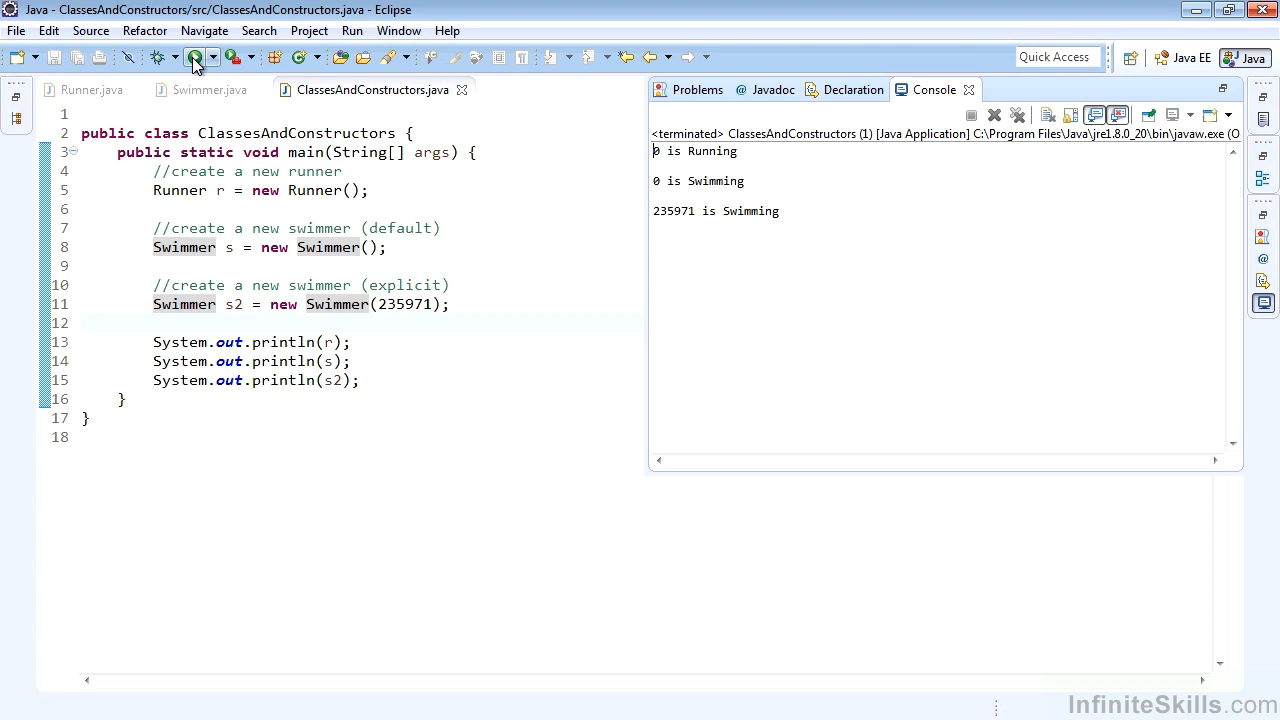 Java - ClassesAndConstructors/src/ClassesAndConstructors.java - Eclipse
File Edit Source Refactor Navigate Search Project Run Window Help
Quick Access Java EE Java
Runner.java Swimmer.java ClassesAndConstructors.java
Problems @ Javadoc Declaration Console
<terminated> ClassesAndConstructors (1) [Java Application] C:\Program Files\Java\jre1.8.0_20\bin\javaw.exe (O
0 is Running
0 is Swimming
235971 is Swimming
1
2 public class ClassesAndConstructors {
3 public static void main(String[] args) {
4 //create a new runner
5 Runner r = new Runner();
6
7 //create a new swimmer (default)
8 Swimmer s = new Swimmer();
9
10 //create a new swimmer (explicit)
11 Swimmer s2 = new Swimmer(235971);
12
13 System.out.println(r);
14 System.out.println(s);
15 System.out.println(s2);
16 }
17 }
18
InfiniteSkills.com